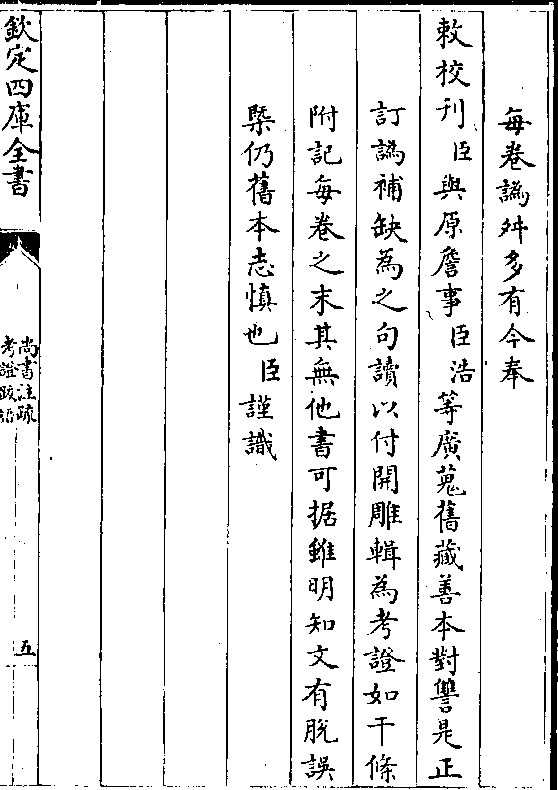 每卷譌舛多有今奉
敕校刊臣與原詹事臣浩等廣蒐舊藏善本對讐是正
訂譌補缺為之句讀以付開雕輯為考證如干條
附記每卷之末其無他書可据雖明知文有脫誤
槩仍舊本志慎也臣謹識
欽定四庫全書
尚書注疏
考證跋語
五